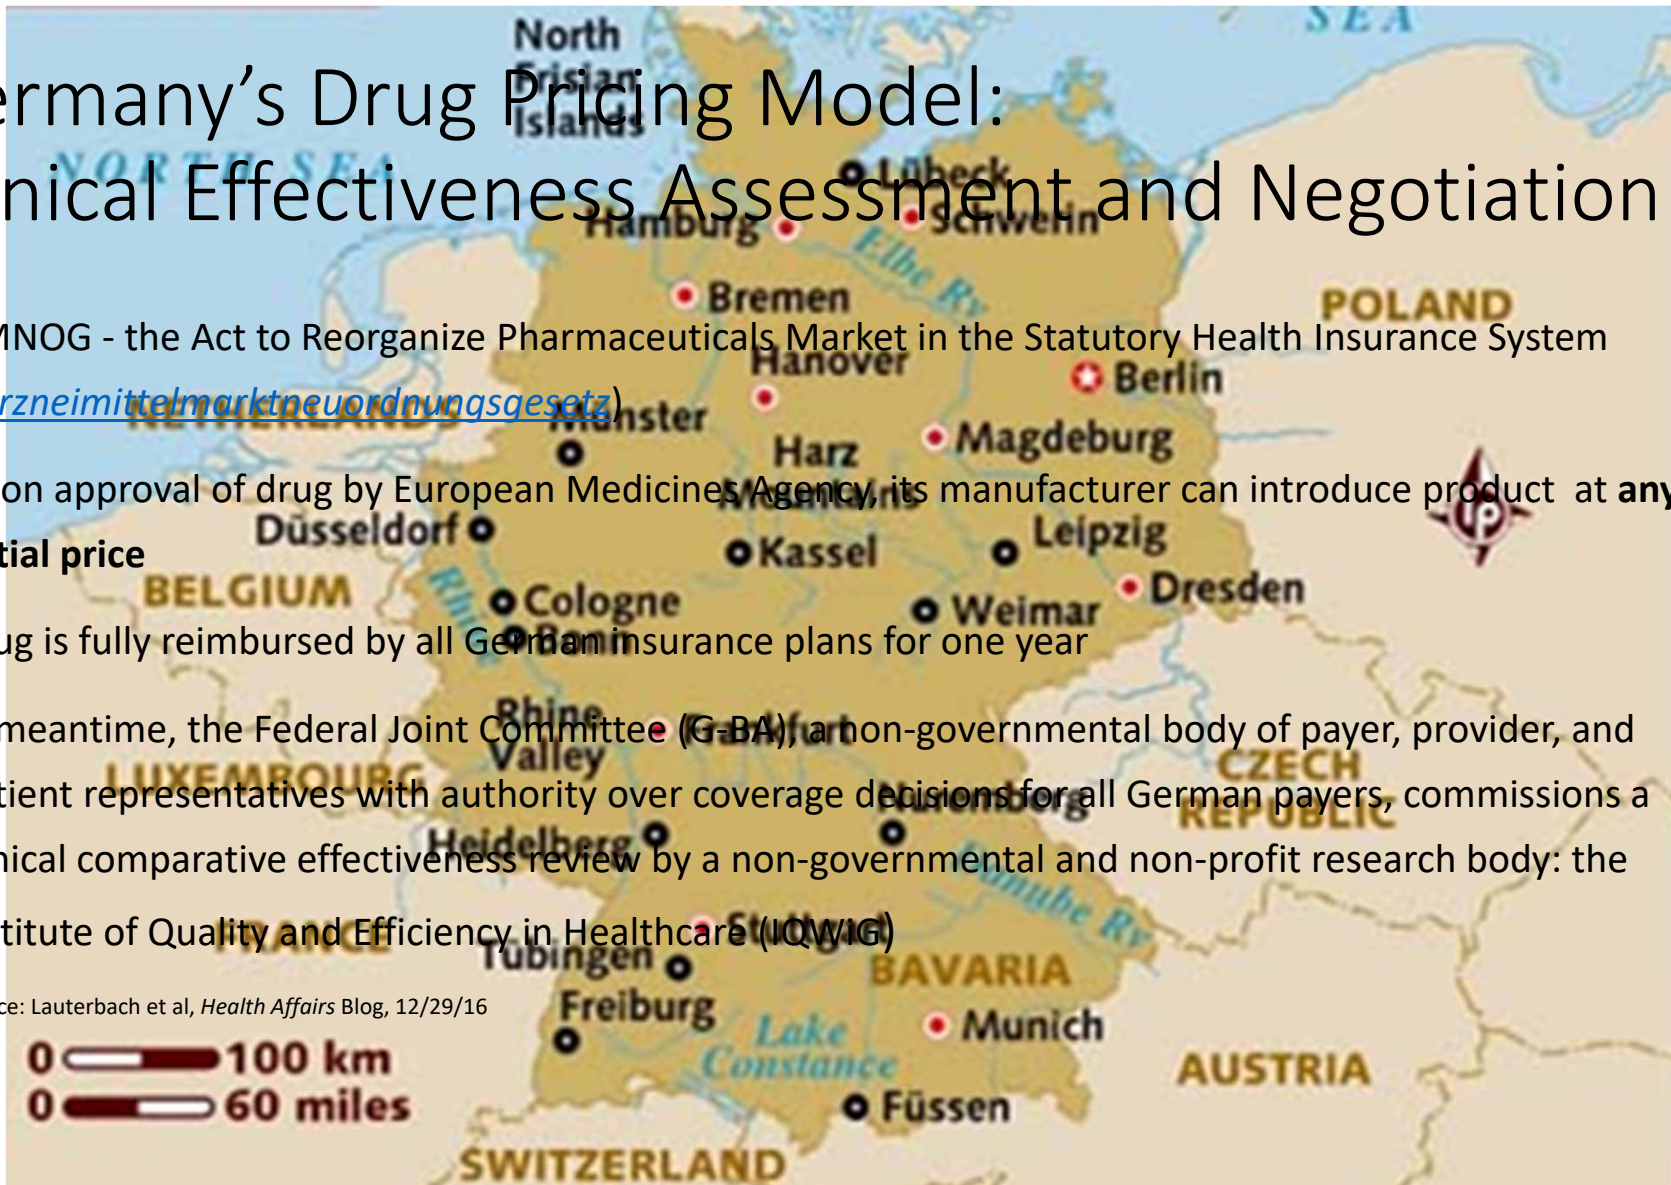 ermany’s Drug Pricing Model:
nical Effectiveness Assessment and Negotiation
MNOG - the Act to Reorganize Pharmaceuticals Market in the Statutory Health Insurance System
rzneimittelmarktneuordnungsgesetz)
on approval of drug by European Medicines Agency, its manufacturer can introduce product at any
tial price
ug is fully reimbursed by all German insurance plans for one year
meantime, the Federal Joint Committee (G-BA), a non-governmental body of payer, provider, and
tient representatives with authority over coverage decisions for all German payers, commissions a
nical comparative effectiveness review by a non-governmental and non-profit research body: the
titute of Quality and Efficiency in Healthcare (IQWiG)
ce: Lauterbach et al, Health Affairs Blog, 12/29/16
SEA
North
Frisian
Islands
NORTH SEA
Lübeck
Hamburg
Schwerin
Elbe Rv
Bremen
POLAND
Hanover
Berlin
NETHERLANDS
Münster
Magdeburg
Harz
Mountains
Düsseldorf
Kassel
Leipzig
lp
BELGIUM
Rhine
Cologne
Weimar
Dresden
Rhine
Valley
Frankfurt
LUXEMBOURG
CZECH
REPUBLIC
Nuremberg
Heidelberg
Danube Rv
FRANCE
Stuttgart
Tübingen
BAVARIA
Freiburg
Lake
Constance
Munich
0 100 km
0 60 miles
AUSTRIA
Füssen
SWITZERLAND